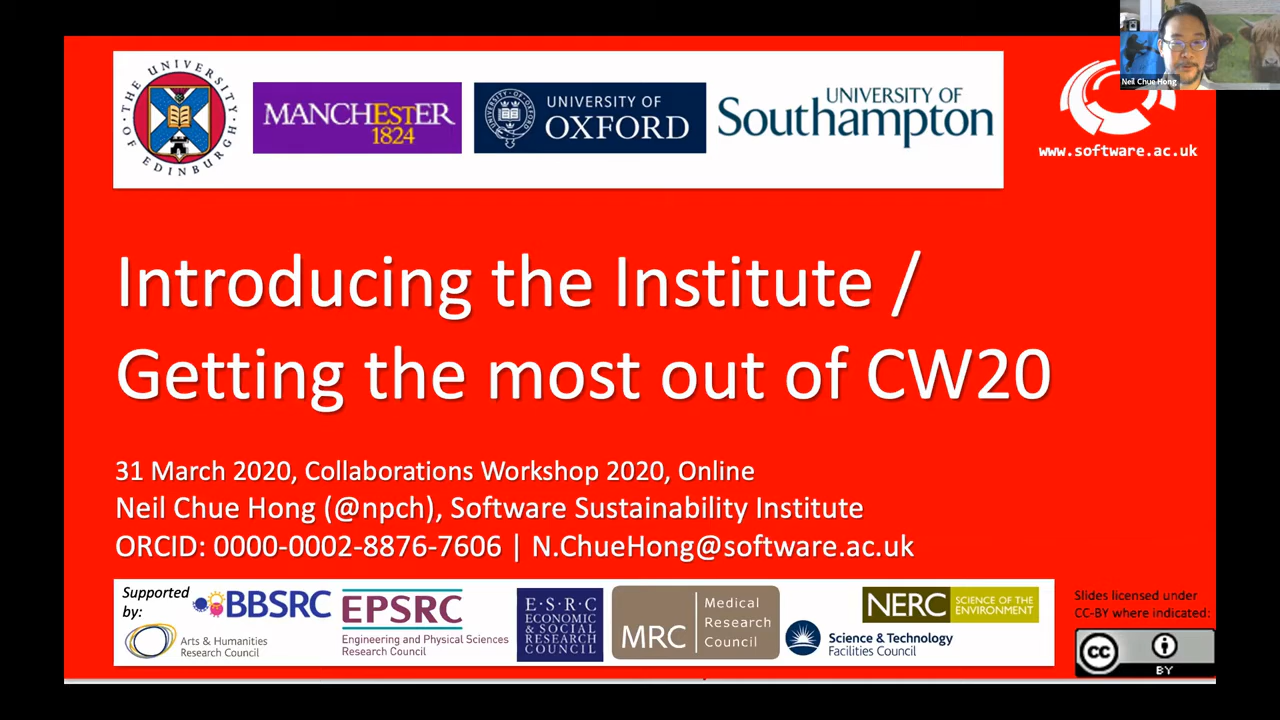 THE UNIVERSITY OF EDINBURGH
MANCHESTER
1824
UNIVERSITY OF
OXFORD
UNIVERSITY OF
Southampton
Neil Chue Hong
www.software.ac.uk
Introducing the Institute /
Getting the most out of CW20
31 March 2020, Collaborations Workshop 2020, Online
Neil Chue Hong (@npch), Software Sustainability Institute
ORCID: 0000-0002-8876-7606 | N.ChueHong@software.ac.uk
Supported
by:
BBSRC
Arts & Humanities
Research Council
EPSRC
Engineering and Physical Sciences
Research Council
E·S·R·C
ECONOMIC
& SOCIAL
RESEARCH
COUNCIL
MRC
Medical
Research
Council
Science & Technology
Facilities Council
NERC
SCIENCE OF THE
ENVIRONMENT
Slides licensed under
CC-BY where indicated:
cc
BY